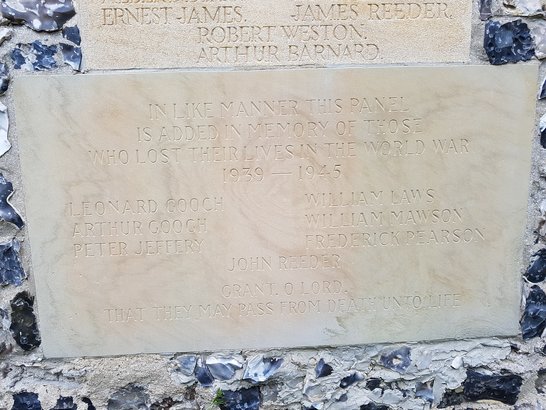 ERNEST JAMES. JAMES REEDER.
ROBERT WESTON.
ARTHUR BARNARD.
IN LIKE MANNER THIS PANEL
IS ADDED IN MEMORY OF THOSE
WHO LOST THEIR LIVES IN THE WORLD WAR
1939 — 1945
LEONARD GOOCH WILLIAM LAWS
ARTHUR GOOCH WILLIAM MAWSON
PETER JEFFERY FREDERICK PEARSON
JOHN REEDER
GRANT, O LORD,
THAT THEY MAY PASS FROM DEATH UNTO LIFE